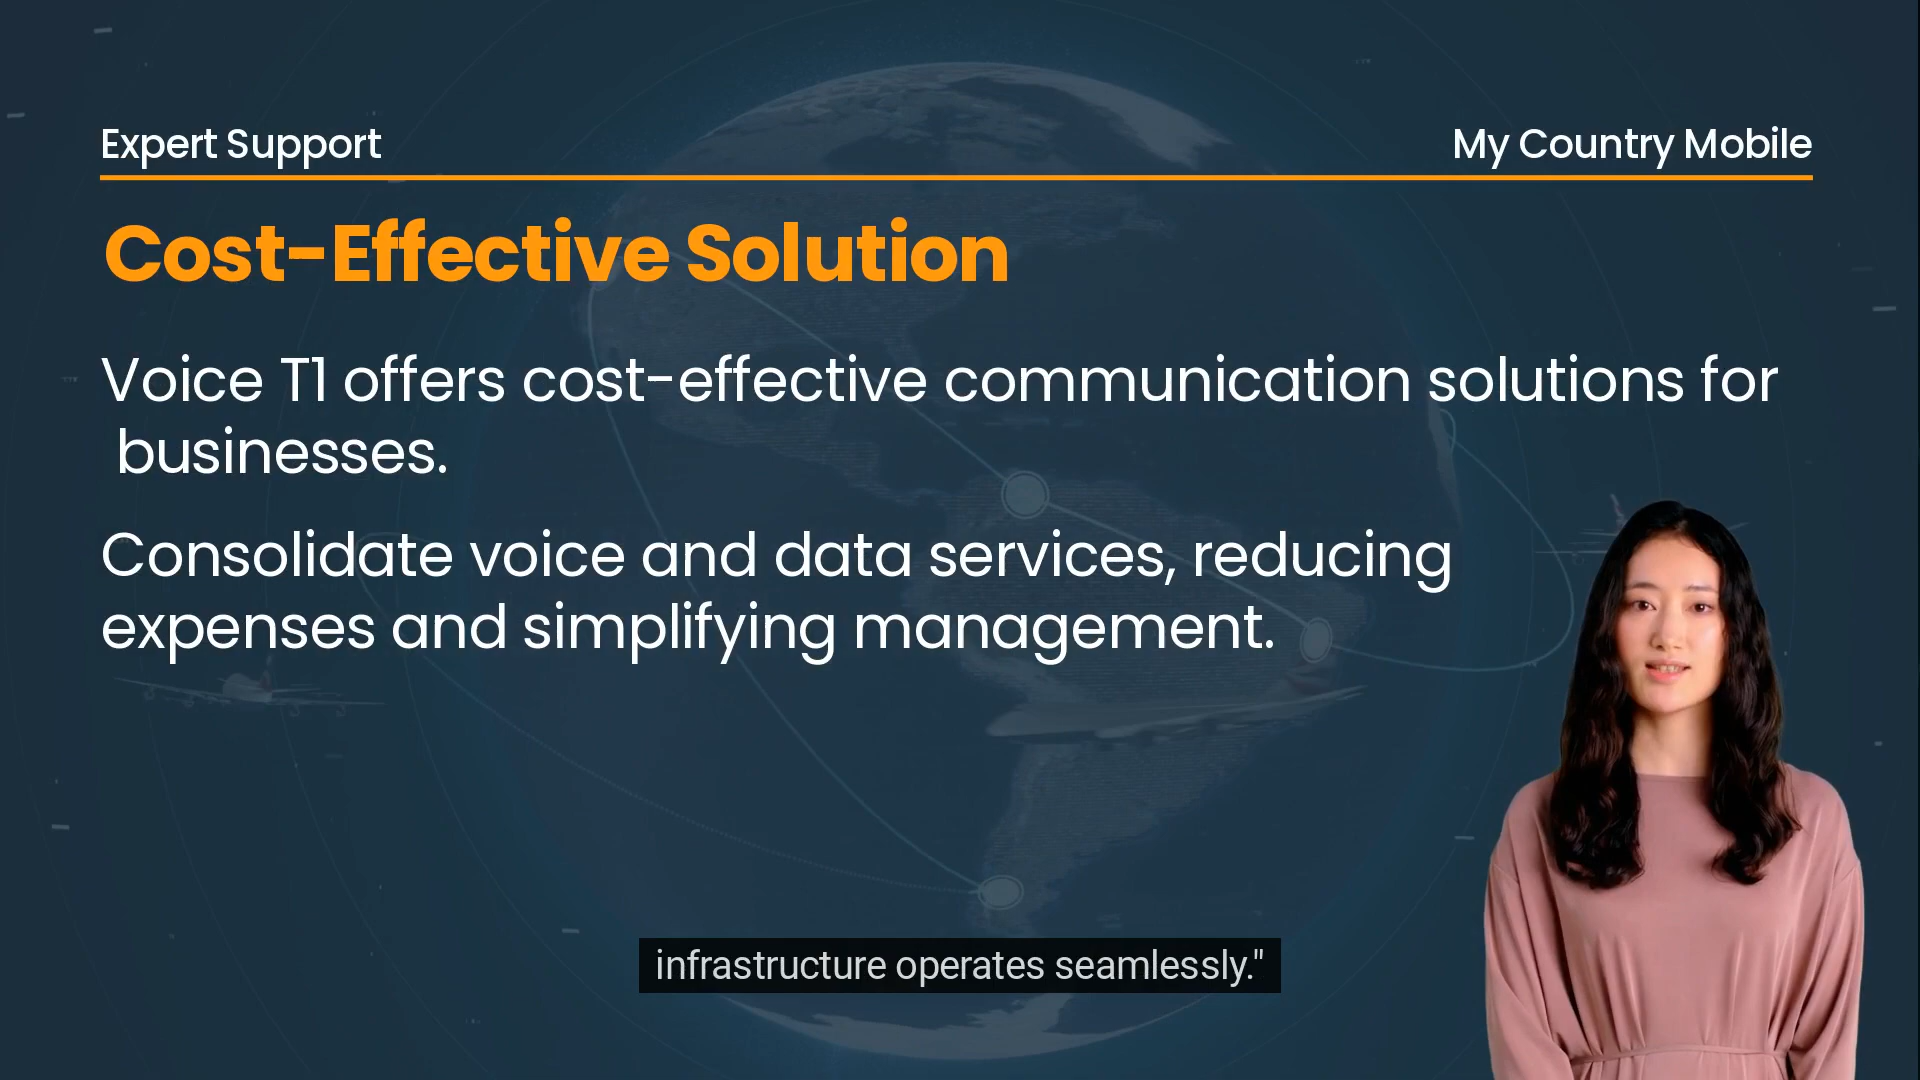 Expert Support
My Country Mobile
Cost-Effective Solution
Voice T1 offers cost-effective communication solutions for
businesses.
Consolidate voice and data services, reducing
expenses and simplifying management.
infrastructure operates seamlessly."